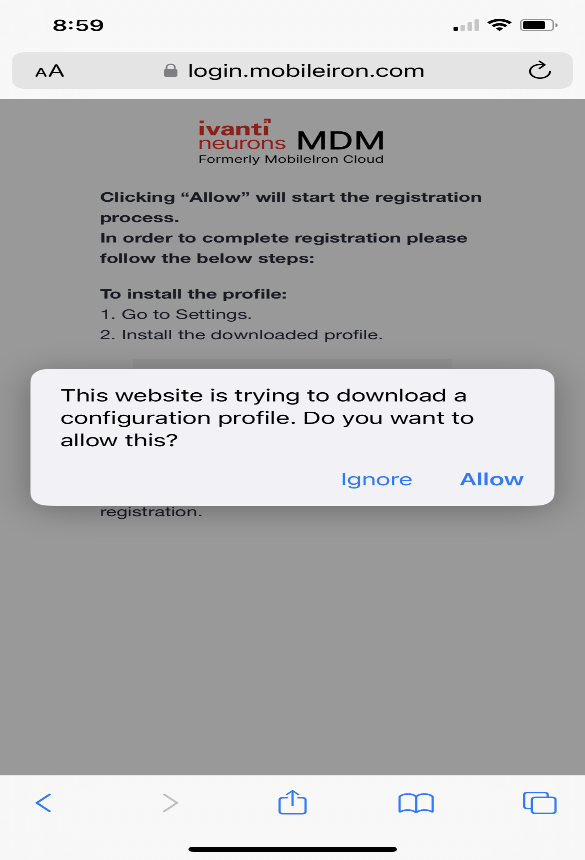 8:59
AA login.mobileiron.com
ivanti
neurons MDM
Formerly MobileIron Cloud
Clicking “Allow” will start the registration
process.
In order to complete registration please
follow the below steps:
To install the profile:
1. Go to Settings.
2. Install the downloaded profile.
This website is trying to download a
configuration profile. Do you want to
allow this?
Ignore Allow
registration.